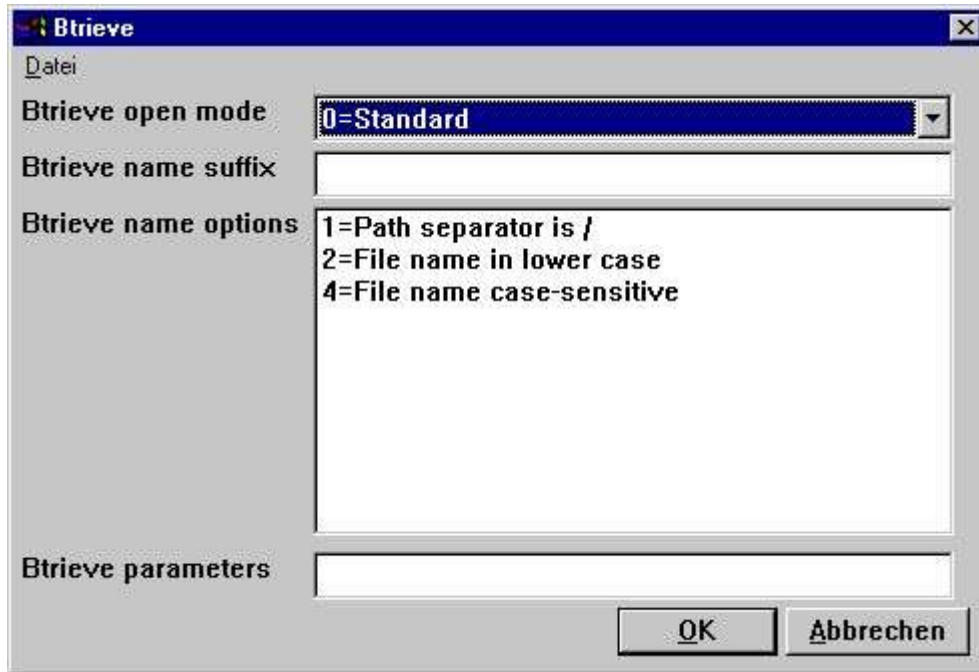 Btrieve
Datei
Btrieve open mode
0=Standard
Btrieve name suffix
Btrieve name options
1=Path separator is /
2=File name in lower case
4=File name case-sensitive
Btrieve parameters
OK
Abbrechen